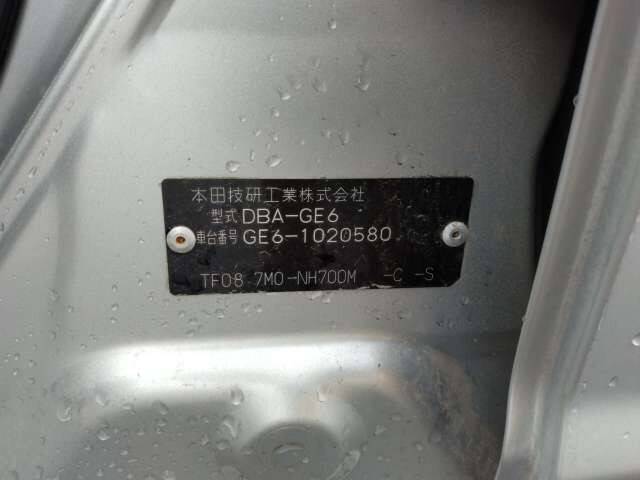 本田技研工業株式会社
型式 DBA-GE6
車台番号 GE6-1020580
TF08 7M0-NH700M -C -S